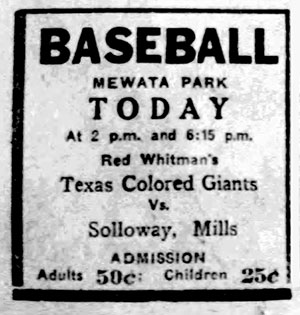 BASEBALL
MEWATA PARK
TODAY
At 2 p.m. and 6:15 p.m.
Red Whitman's
Texas Colored Giants
Vs.
Solloway, Mills
ADMISSION
Adults 50c: Children 25c